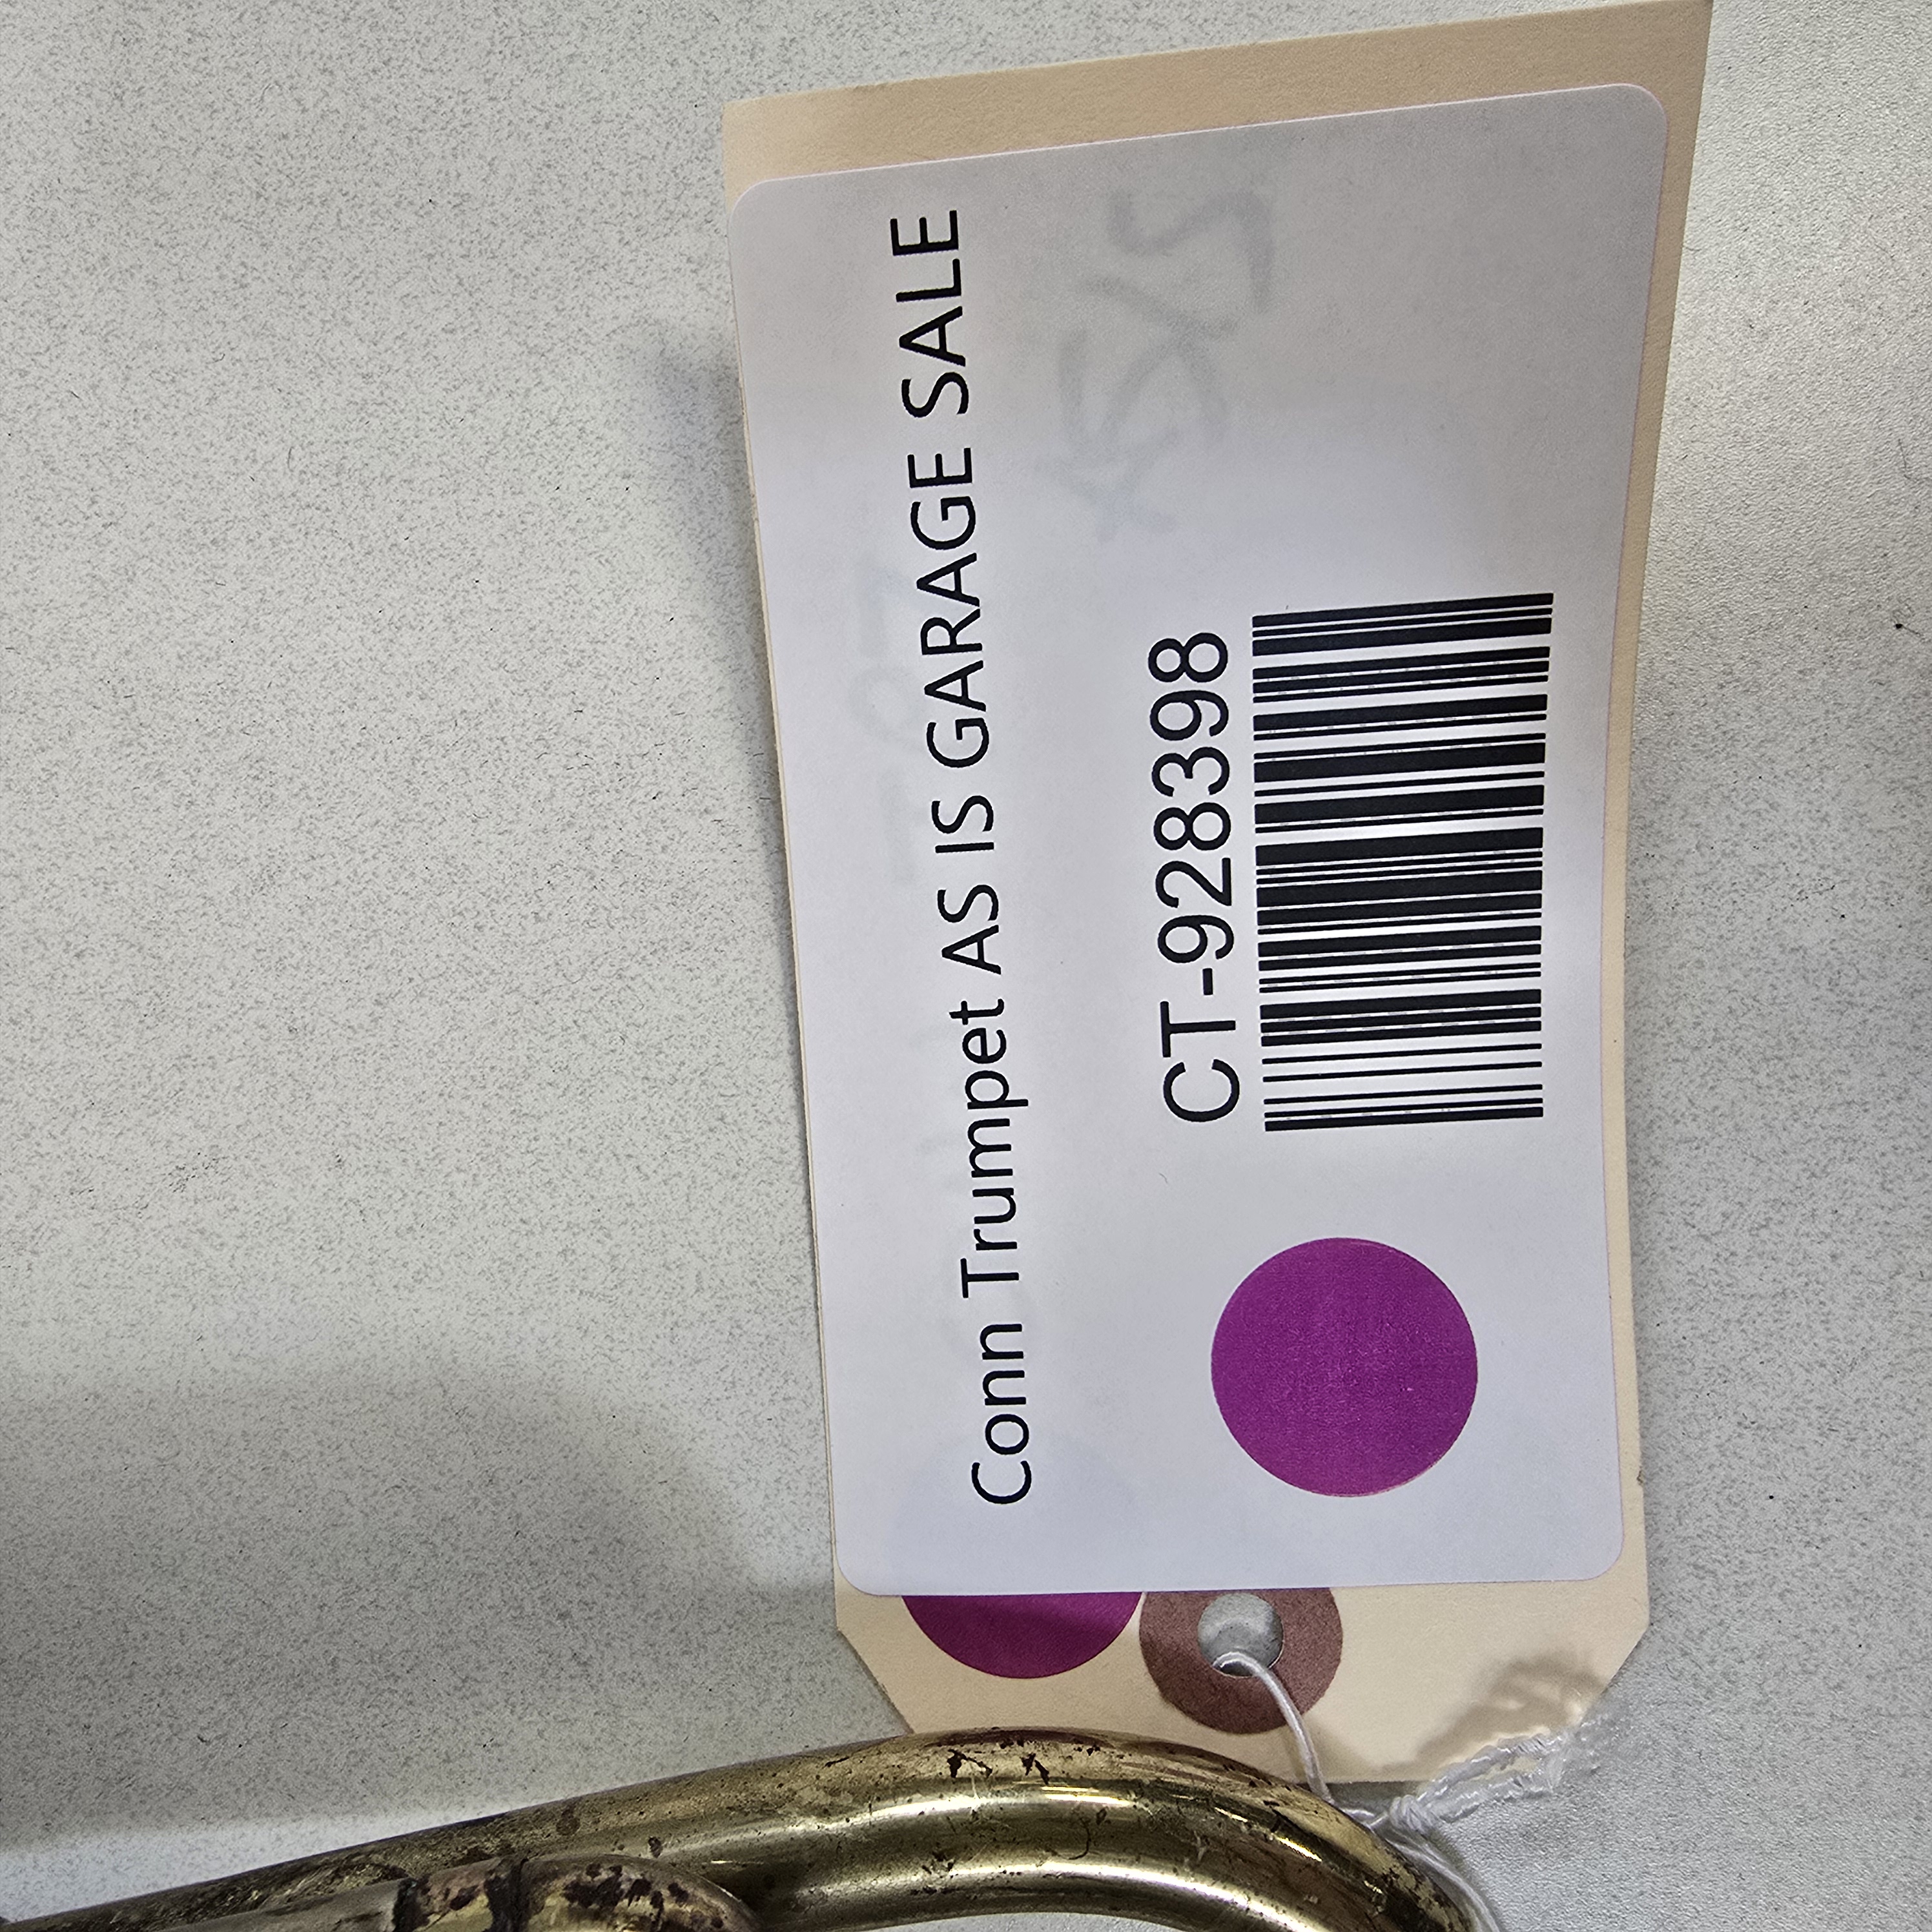 Conn Trumpet AS IS GARAGE SALE
CT-928398